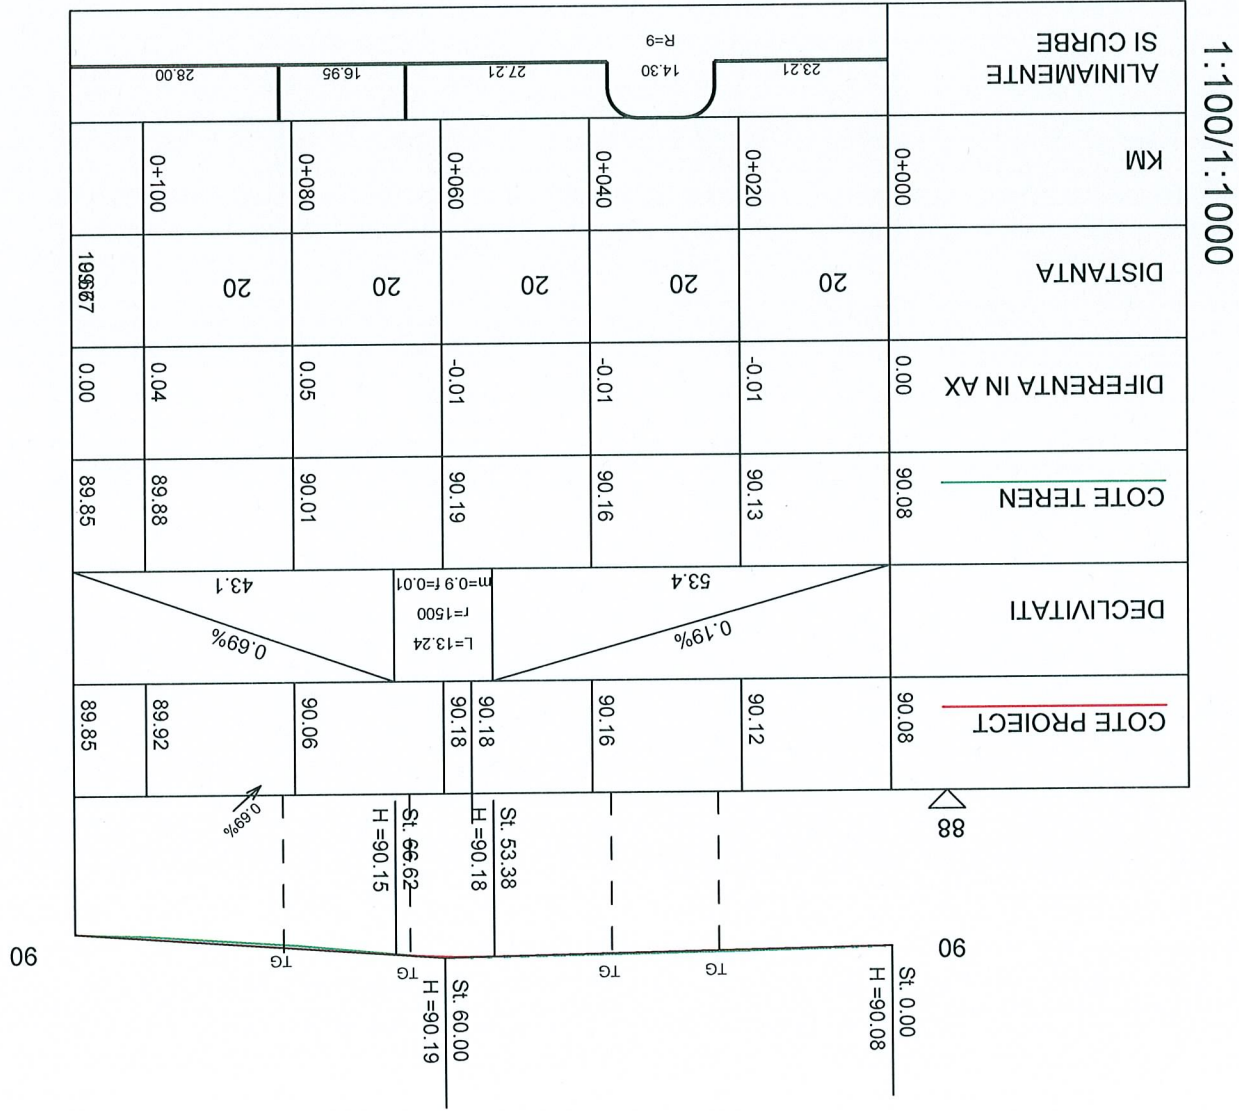 1:100/1:1000
St. 0.00
H =90.08
St. 60.00
H =90.19
90
90
TG
TG
TG
TG
St. 53.38
H =90.18
St. 66.62
H =90.15
0.69%
88
COTE PROIECT
90.08
90.12
90.16
90.18
90.18
90.06
89.92
89.85
DECLIVITATI
0.19%
53.4
L=13.24
r=1500
m=0.9 f=0.01
0.69%
43.1
COTE TEREN
90.08
90.13
90.16
90.19
90.01
89.88
89.85
DIFERENTA IN AX
0.00
-0.01
-0.01
-0.01
0.05
0.04
0.00
DISTANTA
20
20
20
20
20
KM
0+000
0+020
0+040
0+060
0+080
0+100
ALINIAMENTE
SI CURBE
23.21
14.30
R=9
27.21
16.95
28.00